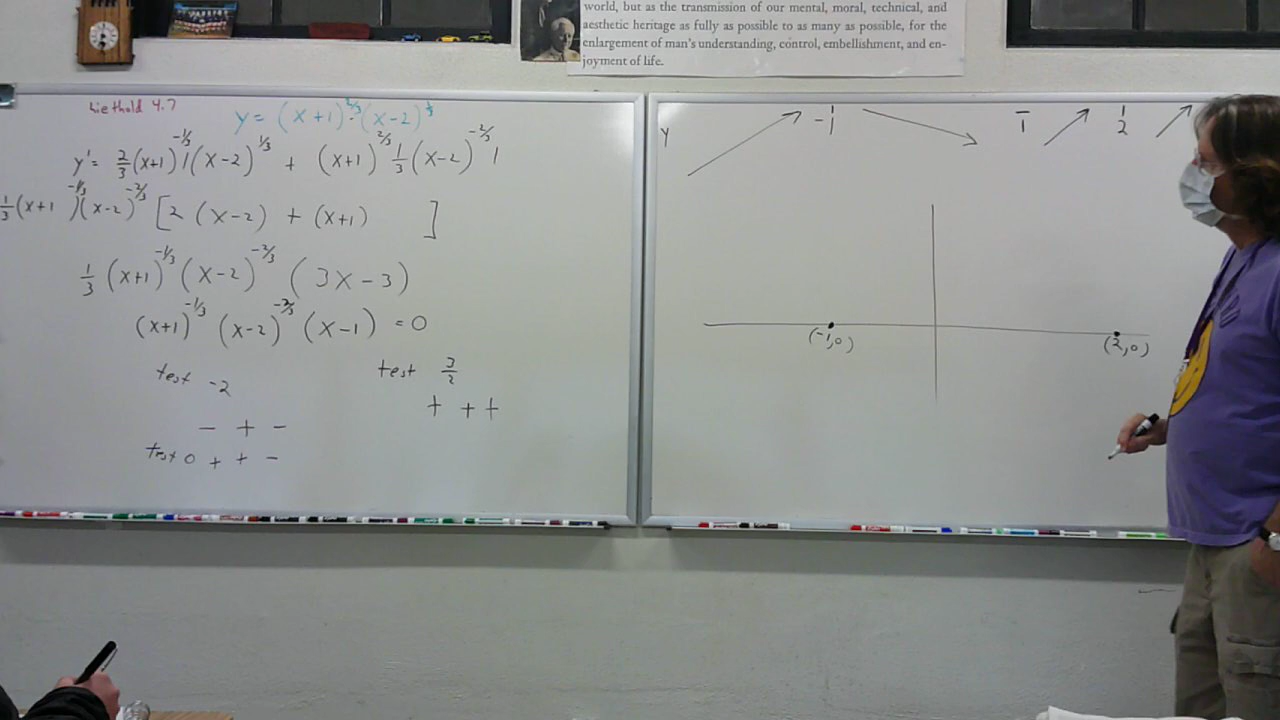 world, but as the transmission of our mental, moral, technical, and
aesthetic heritage as fully as possible to as many as possible, for the
enlargement of man's understanding, control, embellishment, and en-
joyment of life.
Liethold 4.7
y = (x+1)^2/3 (x-2)^1/3
y' = 2/3 (x+1)^-1/3 1 (x-2)^1/3 + (x+1)^2/3 1/3 (x-2)^-2/3 1
1/3 (x+1)^-1/3 (x-2)^-2/3 [2 (x-2) + (x+1) ]
1/3 (x+1)^-1/3 (x-2)^-2/3 (3x-3)
(x+1)^-1/3 (x-2)^-2/3 (x-1) = 0
test -2
- + -
test 0 + + -
test 3/2
+ + +
y ↗ -1 ↘ 1 ↗ 2 ↗
(-1,0)
(2,0)